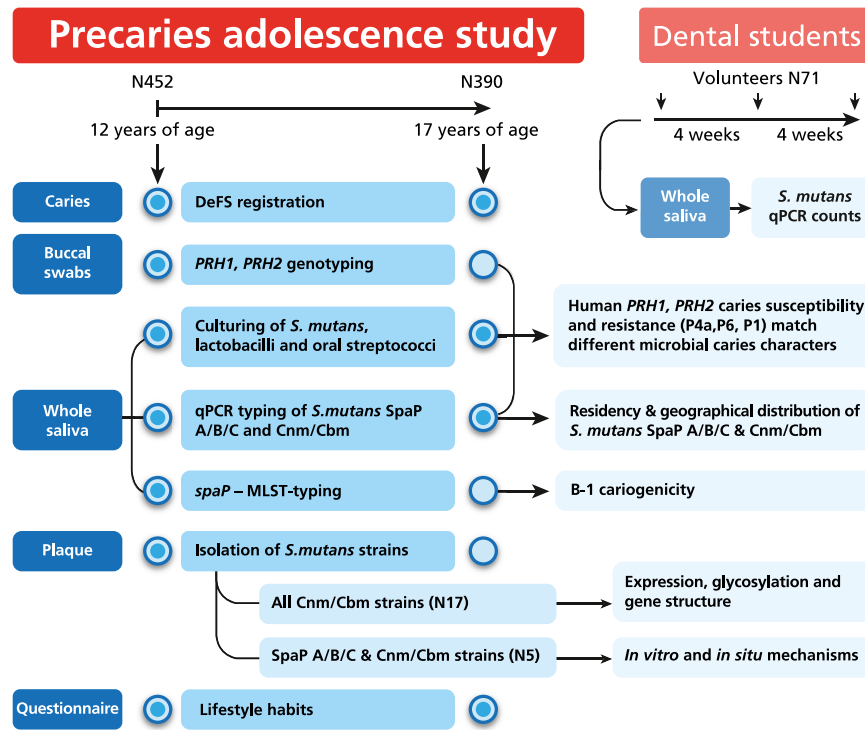 Precaries adolescence study
Dental students
N452
N390
Volunteers N71
12 years of age
17 years of age
4 weeks
4 weeks
Caries
DeFS registration
Whole
saliva
S. mutans
qPCR counts
Buccal
swabs
PRH1, PRH2 genotyping
Culturing of S. mutans,
lactobacilli and oral streptococci
Human PRH1, PRH2 caries susceptibility
and resistance (P4a,P6, P1) match
different microbial caries characters
Whole
saliva
qPCR typing of S.mutans SpaP
A/B/C and Cnm/Cbm
Residency & geographical distribution of
S. mutans SpaP A/B/C & Cnm/Cbm
spaP – MLST-typing
B-1 cariogenicity
Plaque
Isolation of S.mutans strains
All Cnm/Cbm strains (N17)
Expression, glycosylation and
gene structure
SpaP A/B/C & Cnm/Cbm strains (N5)
In vitro and in situ mechanisms
Questionnaire
Lifestyle habits